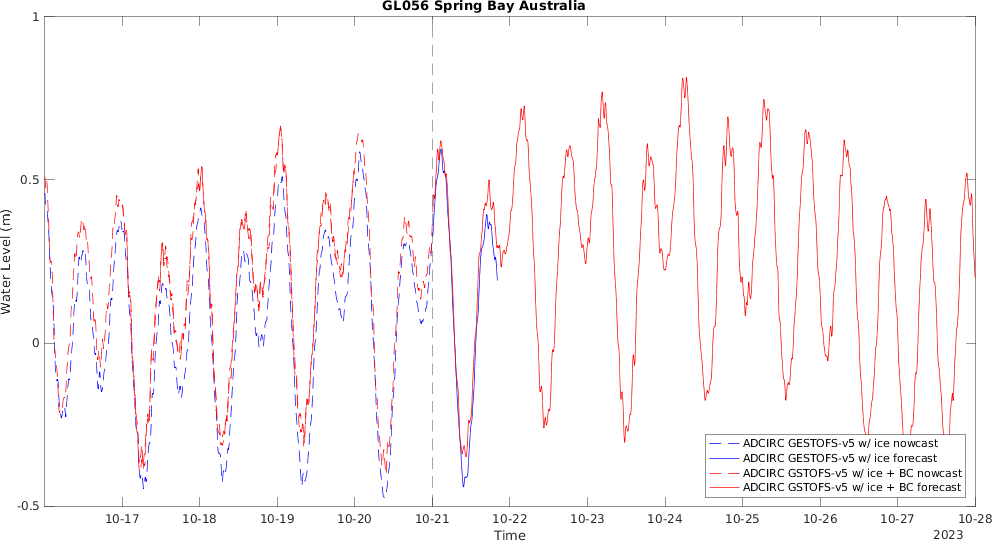 GL056 Spring Bay Australia
Water Level (m)
1
0.5
0
-0.5
10-17 10-18 10-19 10-20 10-21 10-22 10-23 10-24 10-25 10-26 10-27 10-28
Time
2023
ADCIRC GESTOFS-v5 w/ ice nowcast
ADCIRC GESTOFS-v5 w/ ice forecast
ADCIRC GSTOFS-v5 w/ ice + BC nowcast
ADCIRC GSTOFS-v5 w/ ice + BC forecast